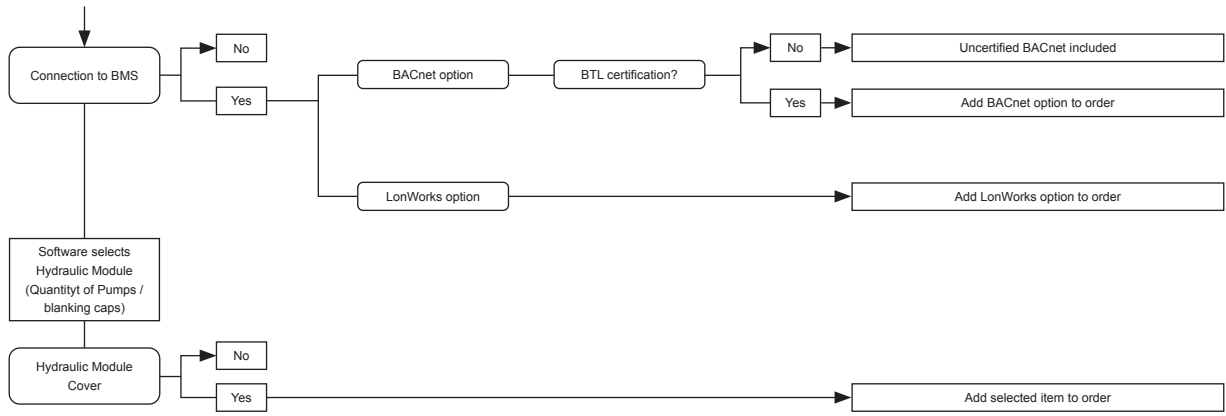 No
Connection to BMS
Yes
BACnet option
BTL certification?
No
Uncertified BACnet included
Yes
Add BACnet option to order
LonWorks option
Add LonWorks option to order
Software selects
Hydraulic Module
(Quantityt of Pumps /
blanking caps)
Hydraulic Module
Cover
No
Yes
Add selected item to order